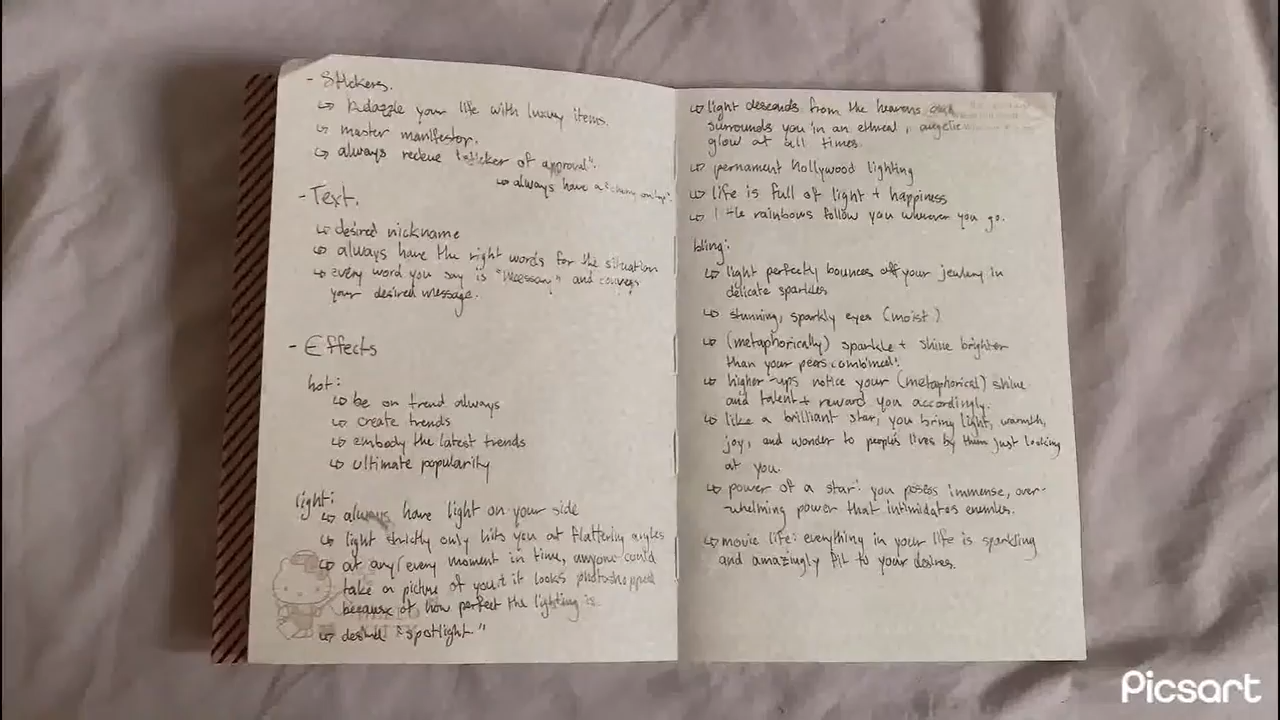 - Stickers.
↳ Bedazzle your life with luxury items.
↳ master manifestor.
↳ always recieve "sticker of approval".
↳ always have a "cherry on top".
- Text.
↳ desired nickname
↳ always have the right words for the situation
↳ every word you say is "necessary" and conveys
your desired message.
- Effects
hot:
↳ be on trend always
↳ create trends
↳ embody the latest trends
↳ ultimate popularity
light:
↳ always have light on your side
↳ light strictly only hits you at flattering angles
↳ at any/every moment in time, anyone could
take a picture of you + it looks photoshopped
because of how perfect the lighting is.
↳ desired "spotlight"
↳ light descends from the heavens and
surrounds you in an ethreal, angelic
glow at all times.
↳ pernament hollywood lighting
↳ life is full of light + happiness
↳ little rainbows follow you wherever you go.
bling:
↳ light perfectly bounces off your jewelry in
delicate sparkles
↳ stunning, sparkly eyes (moist)
↳ (metaphorically) sparkle + shine brighter
than your peers combined!
↳ higher-ups notice your (metaphorical) shine
and talent + reward you accordingly.
↳ like a brilliant star, you bring light, warmth,
joy, and wonder to people's lives by them just looking
at you.
↳ power of a star: you posess immense, over-
whelming power that intimidates enemies.
↳ movie life: everything in your life is sparkling
and amazingly fit to your desires.
Picsart